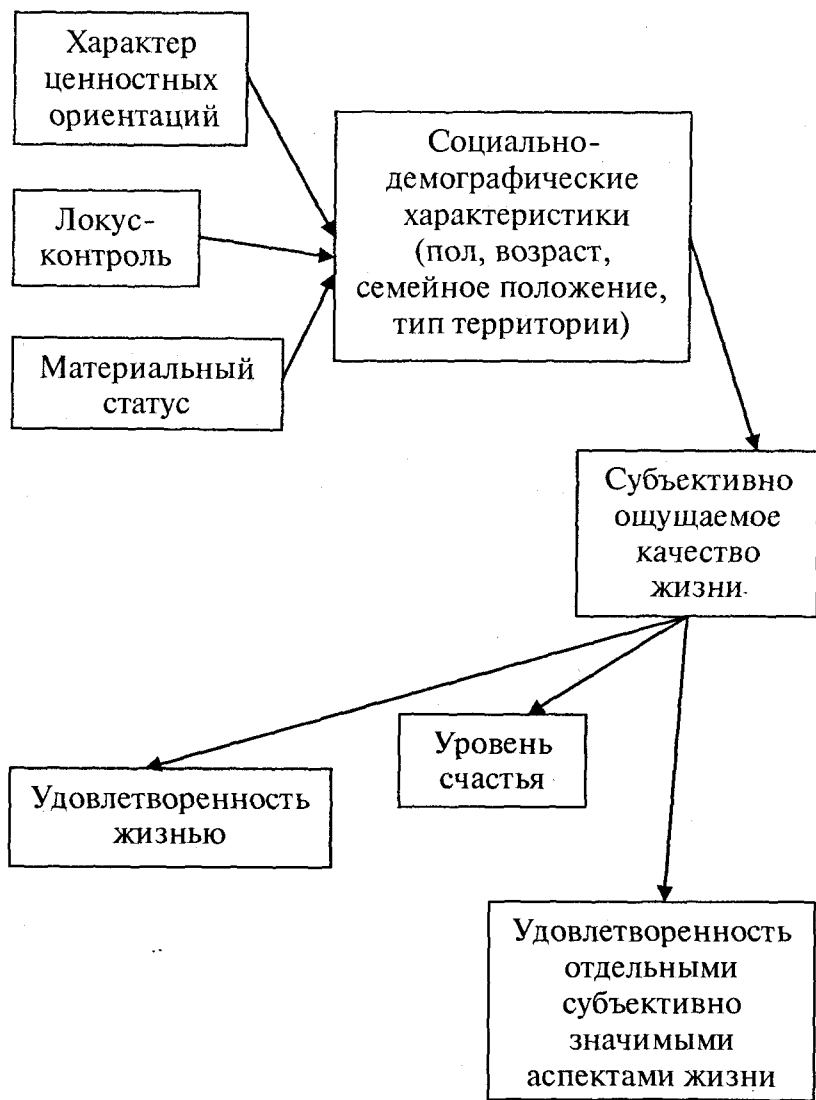 Характер
ценностных
ориентаций
Локус-
контроль
Материальный
статус
Социально-
демографические
характеристики
(пол, возраст,
семейное положение,
тип территории)
Субъективно
ощущаемое
качество
жизни
Уровень
счастья
Удовлетворенность
жизнью
Удовлетворенность
отдельными
субъективно
значимыми
аспектами жизни